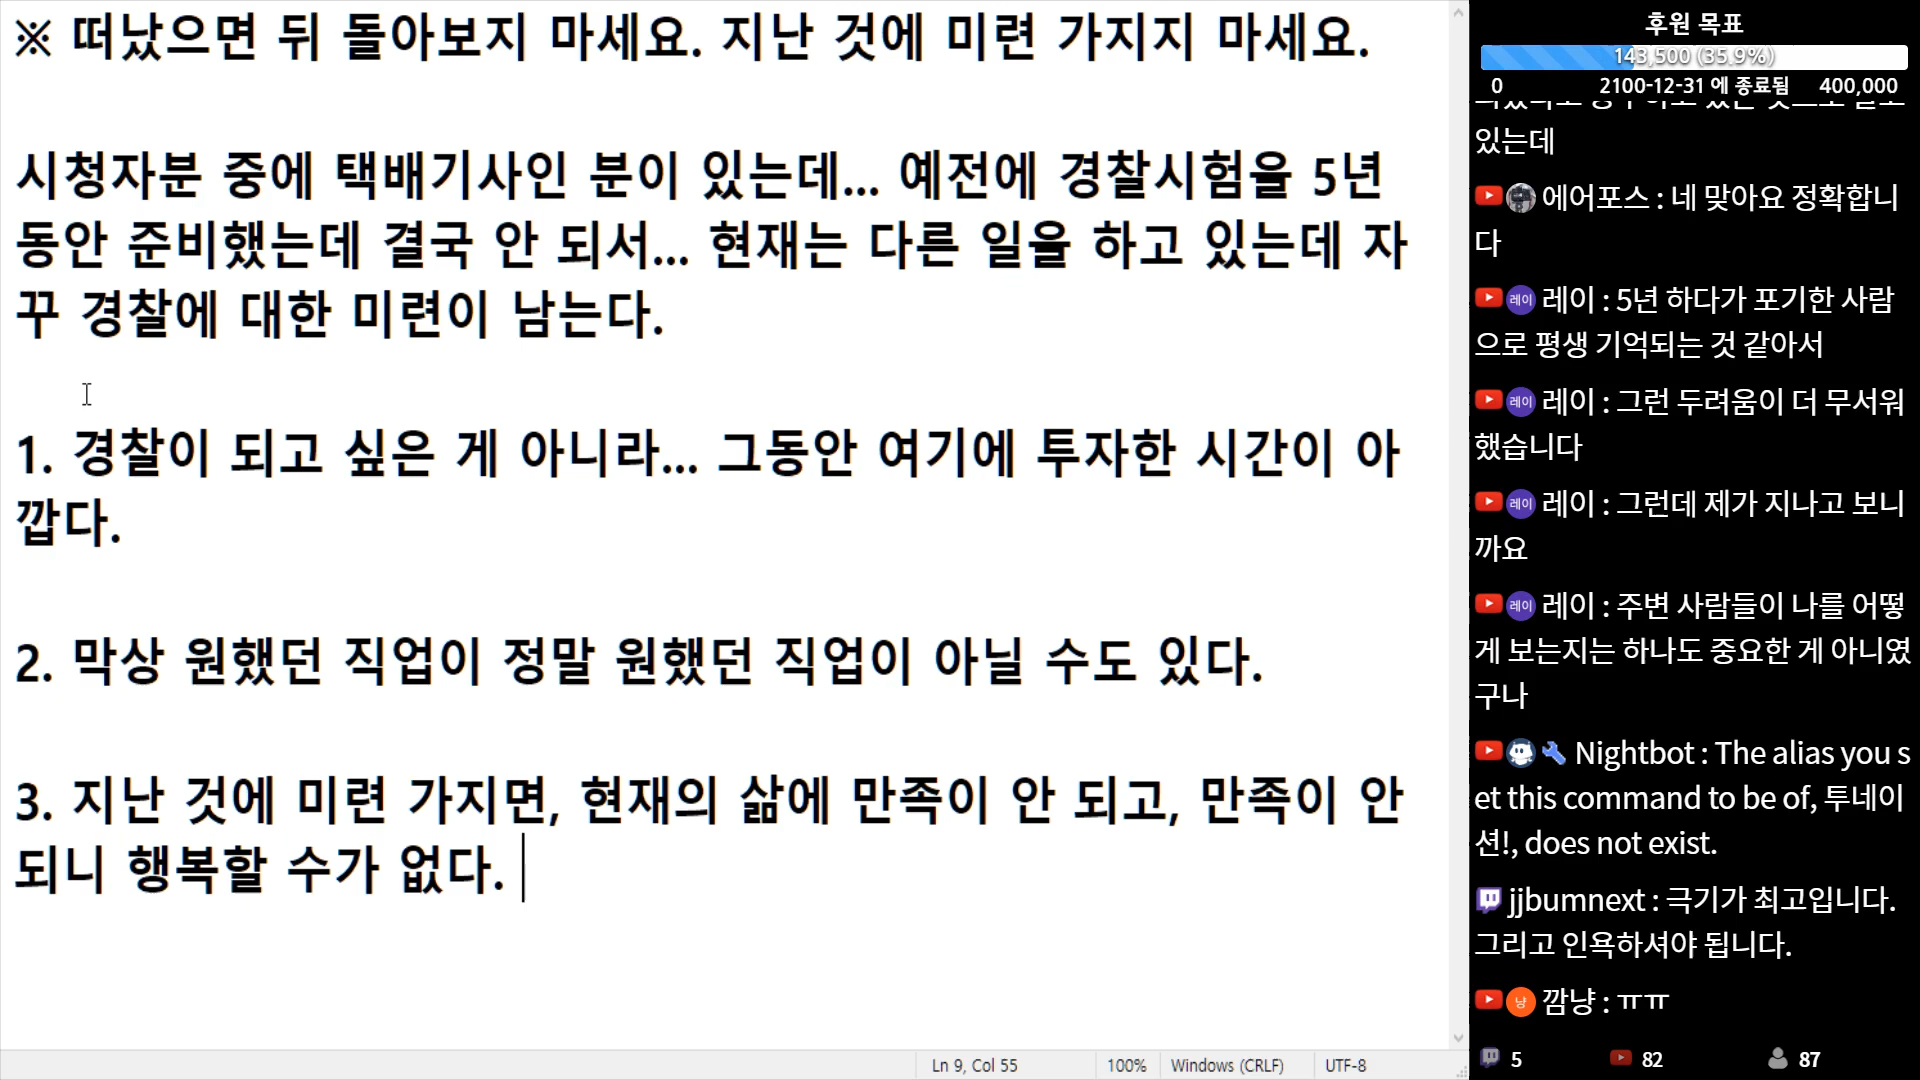 ※ 떠났으면 뒤 돌아보지 마세요. 지난 것에 미련 가지지 마세요.
시청자분 중에 택배기사인 분이 있는데... 예전에 경찰시험을 5년
동안 준비했는데 결국 안 되서... 현재는 다른 일을 하고 있는데 자
꾸 경찰에 대한 미련이 남는다.
1. 경찰이 되고 싶은 게 아니라... 그동안 여기에 투자한 시간이 아
깝다.
2. 막상 원했던 직업이 정말 원했던 직업이 아닐 수도 있다.
3. 지난 것에 미련 가지면, 현재의 삶에 만족이 안 되고, 만족이 안
되니 행복할 수가 없다.
Ln 9, Col 55
100%
Windows (CRLF)
UTF-8
후원 목표
143,500 (35.9%)
0 2100-12-31 에 종료됨 400,000
있는데
에어포스 : 네 맞아요 정확합니
다
레이 레이 : 5년 하다가 포기한 사람
으로 평생 기억되는 것 같아서
레이 레이 : 그런 두려움이 더 무서워
했습니다
레이 레이 : 그런데 제가 지나고 보니
까요
레이 레이 : 주변 사람들이 나를 어떻
게 보는지는 하나도 중요한 게 아니였
구나
Nightbot : The alias you s
et this command to be of, 투네이
션!, does not exist.
jjbumnext : 극기가 최고입니다.
그리고 인욕하셔야 됩니다.
냥 깜냥 : ㅠㅠ
5 82 87